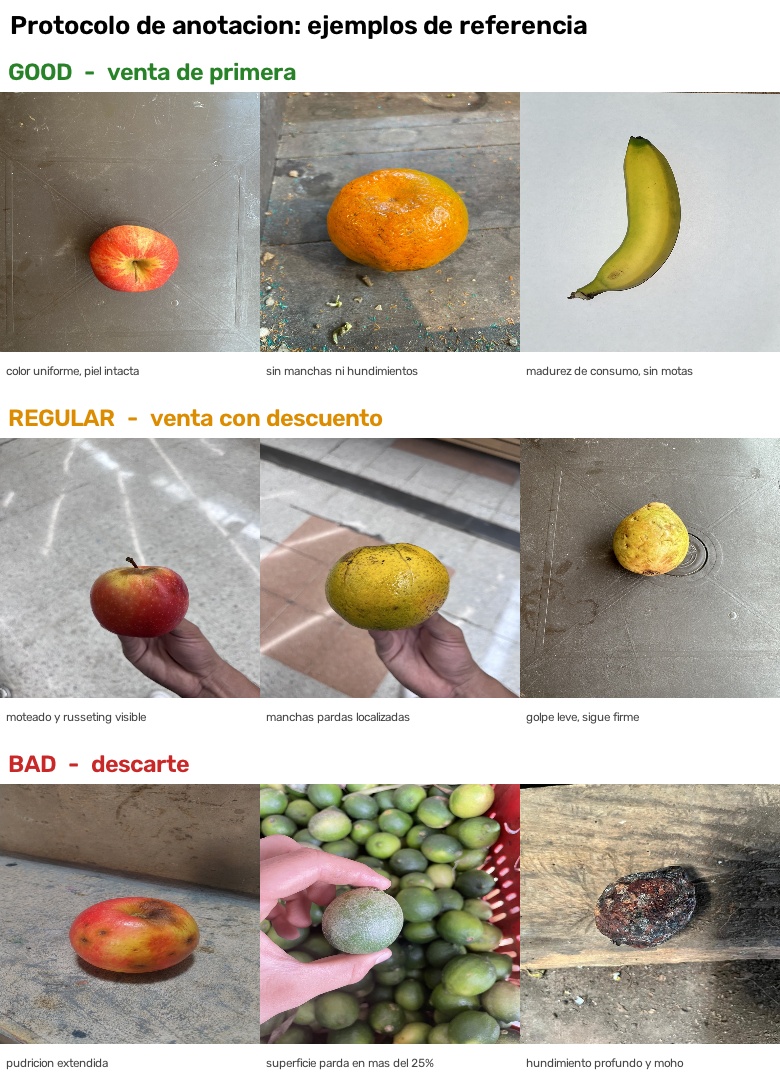 Protocolo de anotacion: ejemplos de referencia
GOOD - venta de primera
color uniforme, piel intacta
sin manchas ni hundimientos
madurez de consumo, sin motas
REGULAR - venta con descuento
moteado y russeting visible
manchas pardas localizadas
golpe leve, sigue firme
BAD - descarte
pudricion extendida
superficie parda en mas del 25%
hundimiento profundo y moho